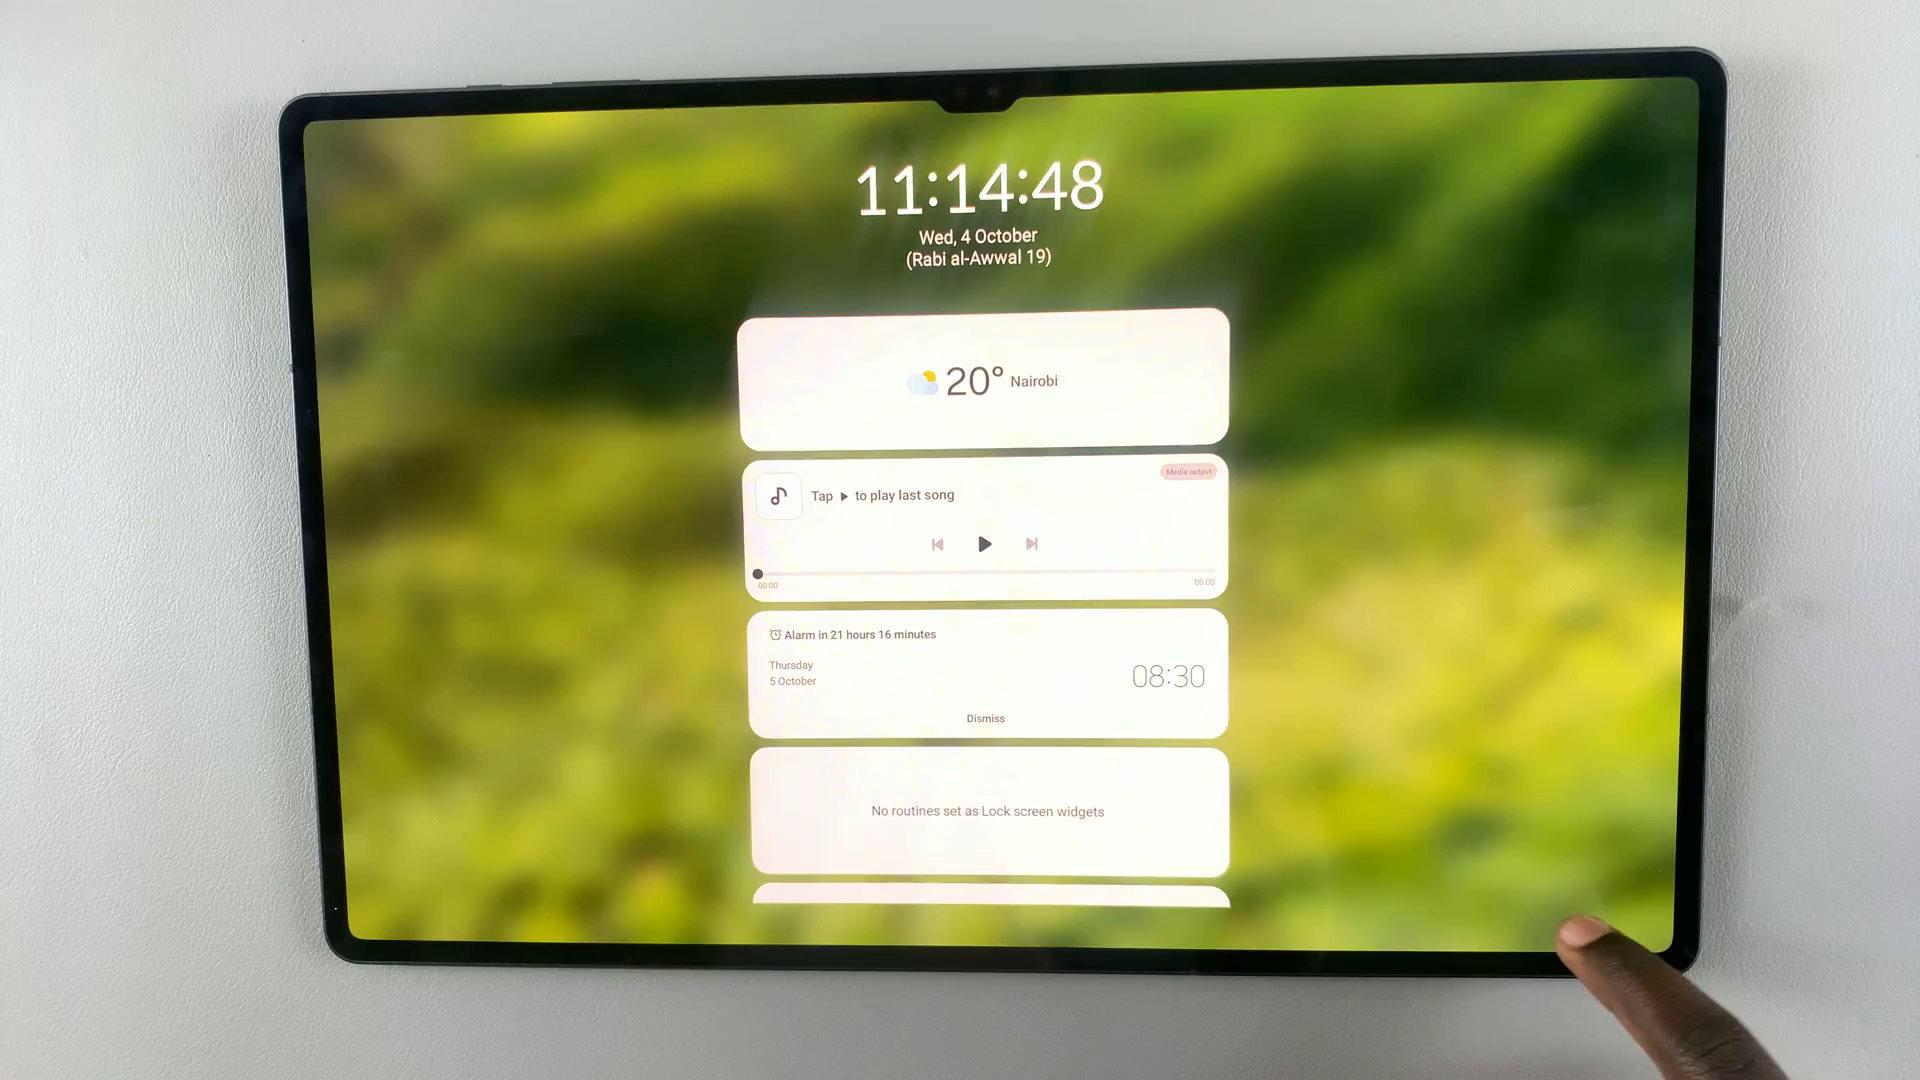 11:14:48
Wed, 4 October
(Rabi al-Awwal 19)
20° Nairobi
Media output
Tap ▶ to play last song
00:00 00:00
Alarm in 21 hours 16 minutes
Thursday
5 October
08:30
Dismiss
No routines set as Lock screen widgets